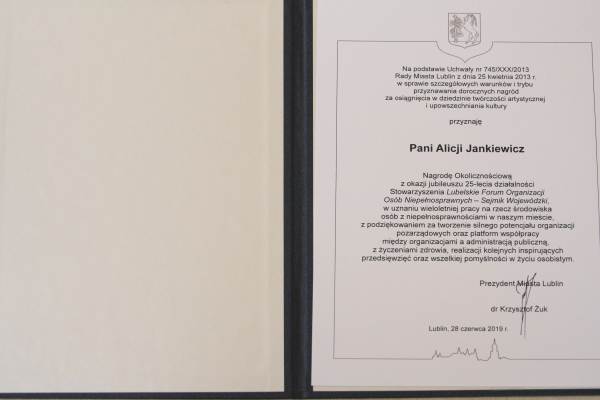 Na podstawie Uchwały nr 745/XXX/2013
Rady Miasta Lublin z dnia 25 kwietnia 2013 r.
w sprawie szczegółowych warunków i trybu
przyznawania dorocznych nagród
za osiągnięcia w dziedzinie twórczości artystycznej
i upowszechniania kultury
przyznaję
Pani Alicji Jankiewicz
Nagrodę Okolicznościową
z okazji jubileuszu 25-lecia działalności
Stowarzyszenia Lubelskie Forum Organizacji
Osób Niepełnosprawnych – Sejmik Wojewódzki,
w uznaniu wieloletniej pracy na rzecz środowiska
osób z niepełnosprawnościami w naszym mieście,
z podziękowaniem za tworzenie silnego potencjału organizacji
pozarządowych oraz platform współpracy
między organizacjami a administracją publiczną,
z życzeniami zdrowia, realizacji kolejnych inspirujących
przedsięwzięć oraz wszelkiej pomyślności w życiu osobistym.
Prezydent Miasta Lublin
dr Krzysztof Żuk
Lublin, 28 czerwca 2019 r.